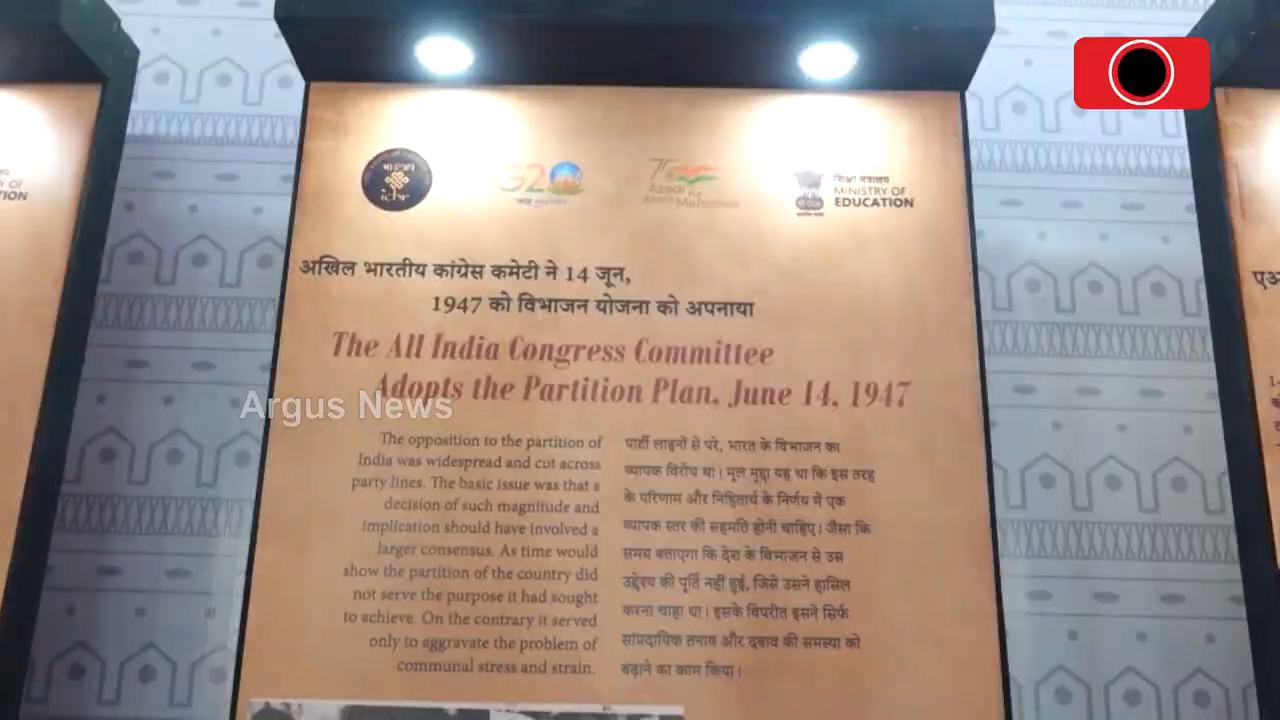 ICHR
G20
Azadi Ka
Amrit Mahotsav
शिक्षा मंत्रालय
MINISTRY OF
EDUCATION
अखिल भारतीय कांग्रेस कमेटी ने 14 जून,
1947 को विभाजन योजना को अपनाया
The All India Congress Committee
Adopts the Partition Plan, June 14, 1947
Argus News
The opposition to the partition of
India was widespread and cut across
party lines. The basic issue was that a
decision of such magnitude and
implication should have involved a
larger consensus. As time would
show the partition of the country did
not serve the purpose it had sought
to achieve. On the contrary it served
only to aggravate the problem of
communal stress and strain.
पार्टी लाइनों से परे, भारत के विभाजन का
व्यापक विरोध था। मूल मुद्दा यह था कि इस तरह
के परिणाम और निहितार्थ के निर्णय में एक
व्यापक स्तर की सहमति होनी चाहिए। जैसा कि
समय बताएगा कि देश के विभाजन से उस
उद्देश्य की पूर्ति नहीं हुई, जिसे उसने हासिल
करना चाहा था। इसके विपरीत इसने सिर्फ
सांप्रदायिक तनाव और दबाव की समस्या को
बढ़ाने का काम किया।